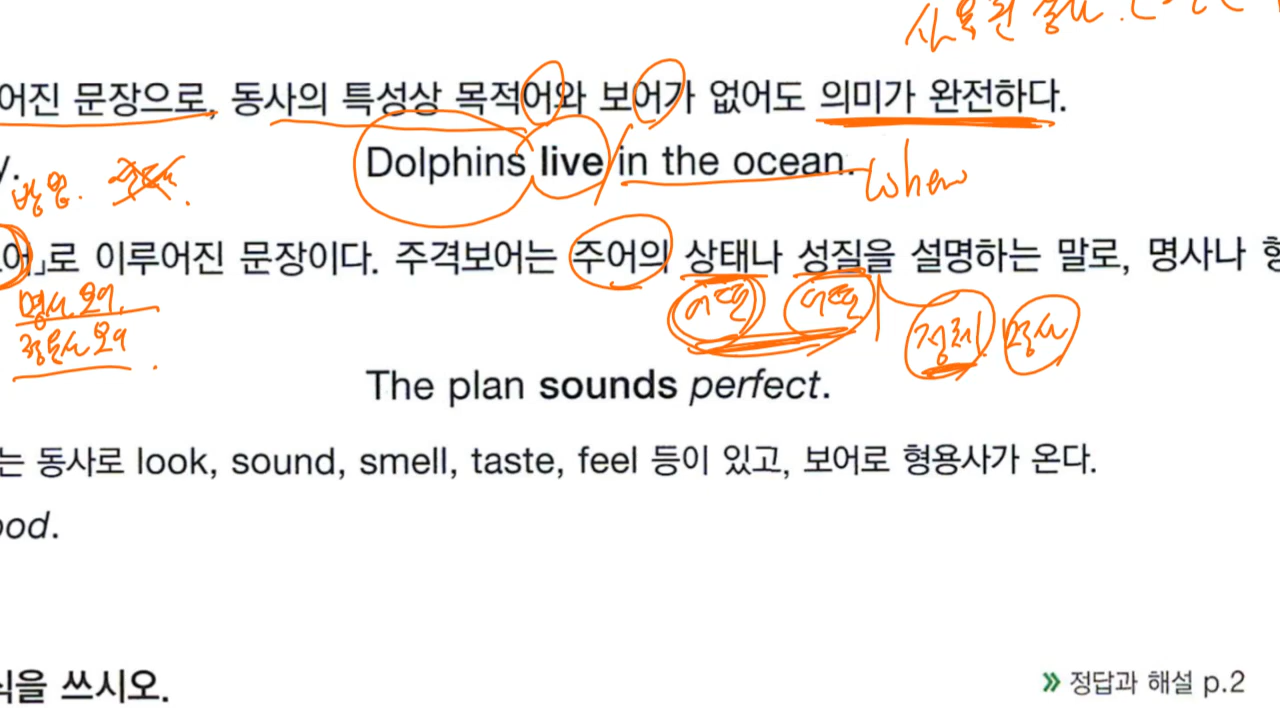 어진 문장으로, 동사의 특성상 목적어와 보어가 없어도 의미가 완전하다.
y. Dolphins live in the ocean.
방법.
어」로 이루어진 문장이다. 주격보어는 주어의 상태나 성질을 설명하는 말로, 명사나 형
명사 보어.
어떤 어떤 정체 명사
The plan sounds perfect.
는 동사로 look, sound, smell, taste, feel 등이 있고, 보어로 형용사가 온다.
ood.
식을 쓰시오.
» 정답과 해설 p.2